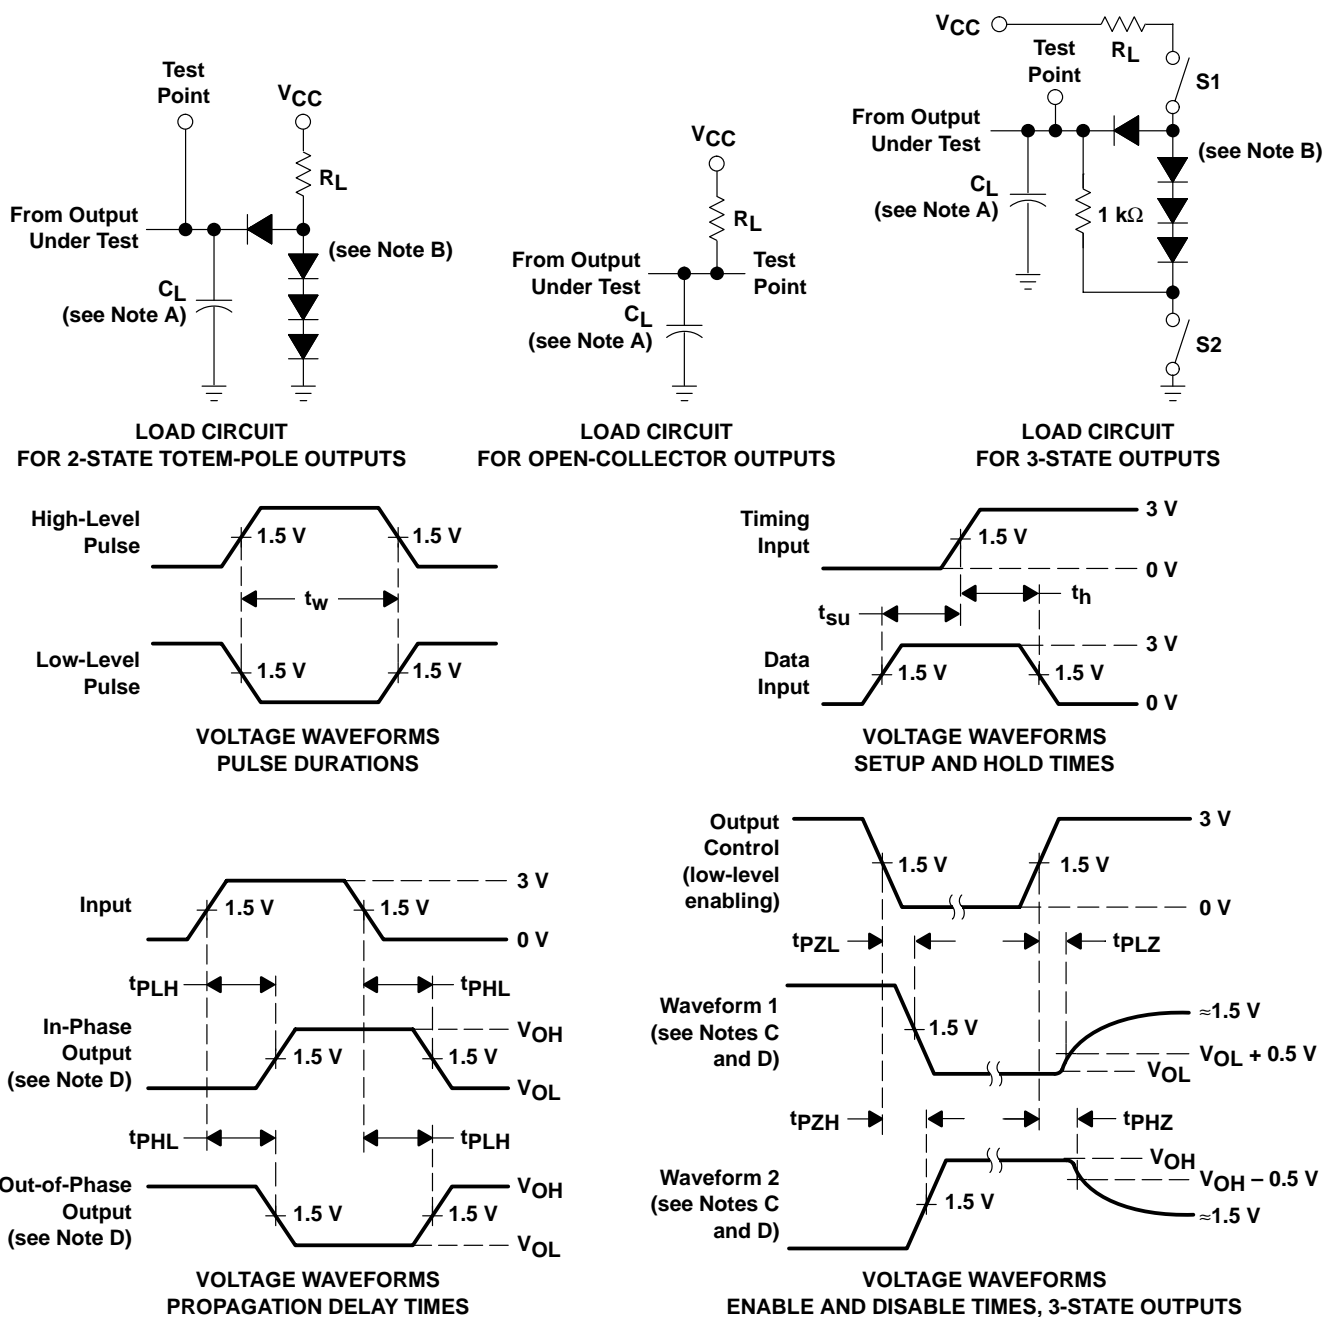 Test
Point
VCC
RL
From Output
Under Test
(see Note B)
CL
(see Note A)
LOAD CIRCUIT
FOR 2-STATE TOTEM-POLE OUTPUTS
VCC
RL
From Output
Under Test
Test
Point
CL
(see Note A)
LOAD CIRCUIT
FOR OPEN-COLLECTOR OUTPUTS
VCC
RL
Test
Point
S1
From Output
Under Test
(see Note B)
CL
(see Note A)
1 kΩ
S2
LOAD CIRCUIT
FOR 3-STATE OUTPUTS
High-Level
Pulse
1.5 V
1.5 V
tw
Low-Level
Pulse
1.5 V
1.5 V
VOLTAGE WAVEFORMS
PULSE DURATIONS
Timing
Input
1.5 V
3 V
0 V
tsu
th
Data
Input
1.5 V
1.5 V
3 V
0 V
VOLTAGE WAVEFORMS
SETUP AND HOLD TIMES
Input
1.5 V
1.5 V
3 V
0 V
tPLH
tPHL
In-Phase
Output
(see Note D)
1.5 V
1.5 V
VOH
VOL
tPHL
tPLH
Out-of-Phase
Output
(see Note D)
1.5 V
1.5 V
VOH
VOL
VOLTAGE WAVEFORMS
PROPAGATION DELAY TIMES
Output
Control
(low-level
enabling)
1.5 V
1.5 V
3 V
0 V
tPZL
tPLZ
Waveform 1
(see Notes C
and D)
1.5 V
≈1.5 V
VOL + 0.5 V
VOL
tPZH
tPHZ
Waveform 2
(see Notes C
and D)
1.5 V
VOH
VOH – 0.5 V
≈1.5 V
VOLTAGE WAVEFORMS
ENABLE AND DISABLE TIMES, 3-STATE OUTPUTS